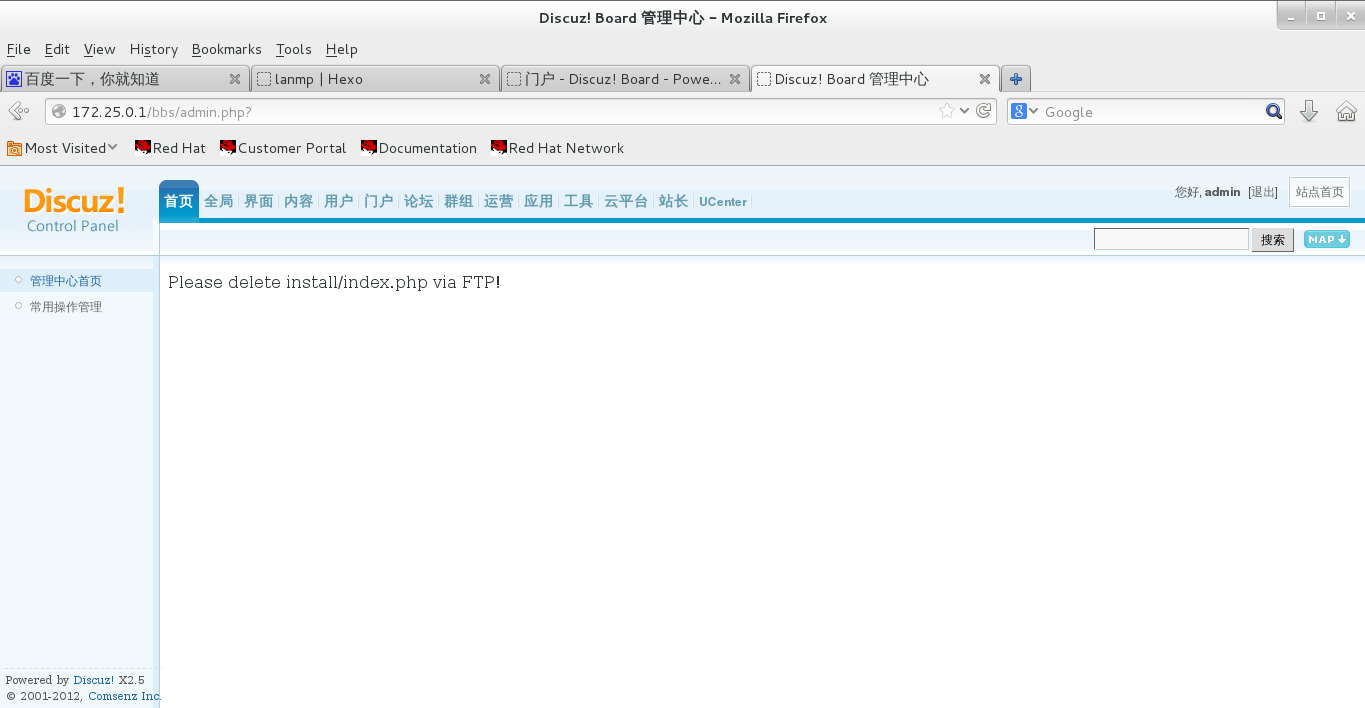 Discuz! Board 管理中心 - Mozilla Firefox
File Edit View History Bookmarks Tools Help
百度一下，你就知道 lanmp | Hexo 门户 - Discuz! Board - Powe... Discuz! Board 管理中心
172.25.0.1/bbs/admin.php? 8 Google
Most Visited Red Hat Customer Portal Documentation Red Hat Network
Discuz!
Control Panel
首页 全局 界面 内容 用户 门户 论坛 群组 运营 应用 工具 云平台 站长 UCenter
您好, admin [退出] 站点首页
搜索 MAP
管理中心首页
常用操作管理
Please delete install/index.php via FTP!
Powered by Discuz! X2.5
© 2001-2012, Comsenz Inc.